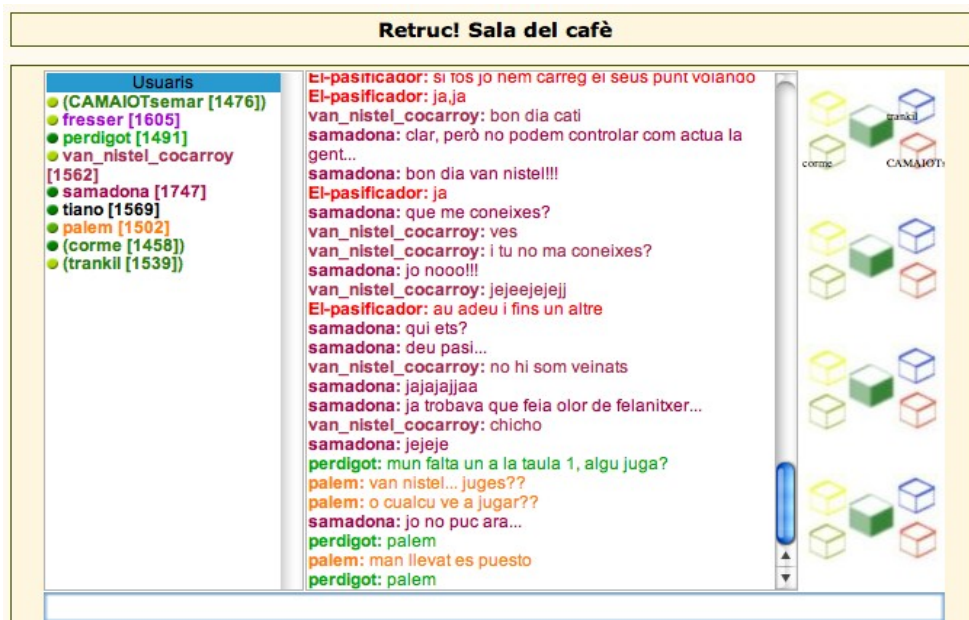 Retruc! Sala del cafè
Usuaris
(CAMAIOTsemar [1476])
fresser [1605]
perdigot [1491]
van_nistel_cocarroy
[1562]
samadona [1747]
tiano [1569]
palem [1502]
(corme [1458])
(trankil [1539])
El-pasificador: si fos jo nem carreg el seus punt volando
El-pasificador: ja,ja
van_nistel_cocarroy: bon dia cati
samadona: clar, però no podem controlar com actua la
gent...
samadona: bon dia van nistel!!!
El-pasificador: ja
samadona: que me coneixes?
van_nistel_cocarroy: ves
van_nistel_cocarroy: i tu no ma coneixes?
samadona: jo nooo!!!
van_nistel_cocarroy: jejeejejejj
El-pasificador: au adeu i fins un altre
samadona: qui ets?
samadona: deu pasi...
van_nistel_cocarroy: no hi som veinats
samadona: jajajajjaa
samadona: ja trobava que feia olor de felanitxer...
van_nistel_cocarroy: chicho
samadona: jejeje
perdigot: mun falta un a la taula 1, algu juga?
palem: van nistel... juges??
palem: o cualcu ve a jugar??
samadona: jo no puc ara...
perdigot: palem
palem: man llevat es puesto
perdigot: palem
trankil
corme
CAMAIOTs